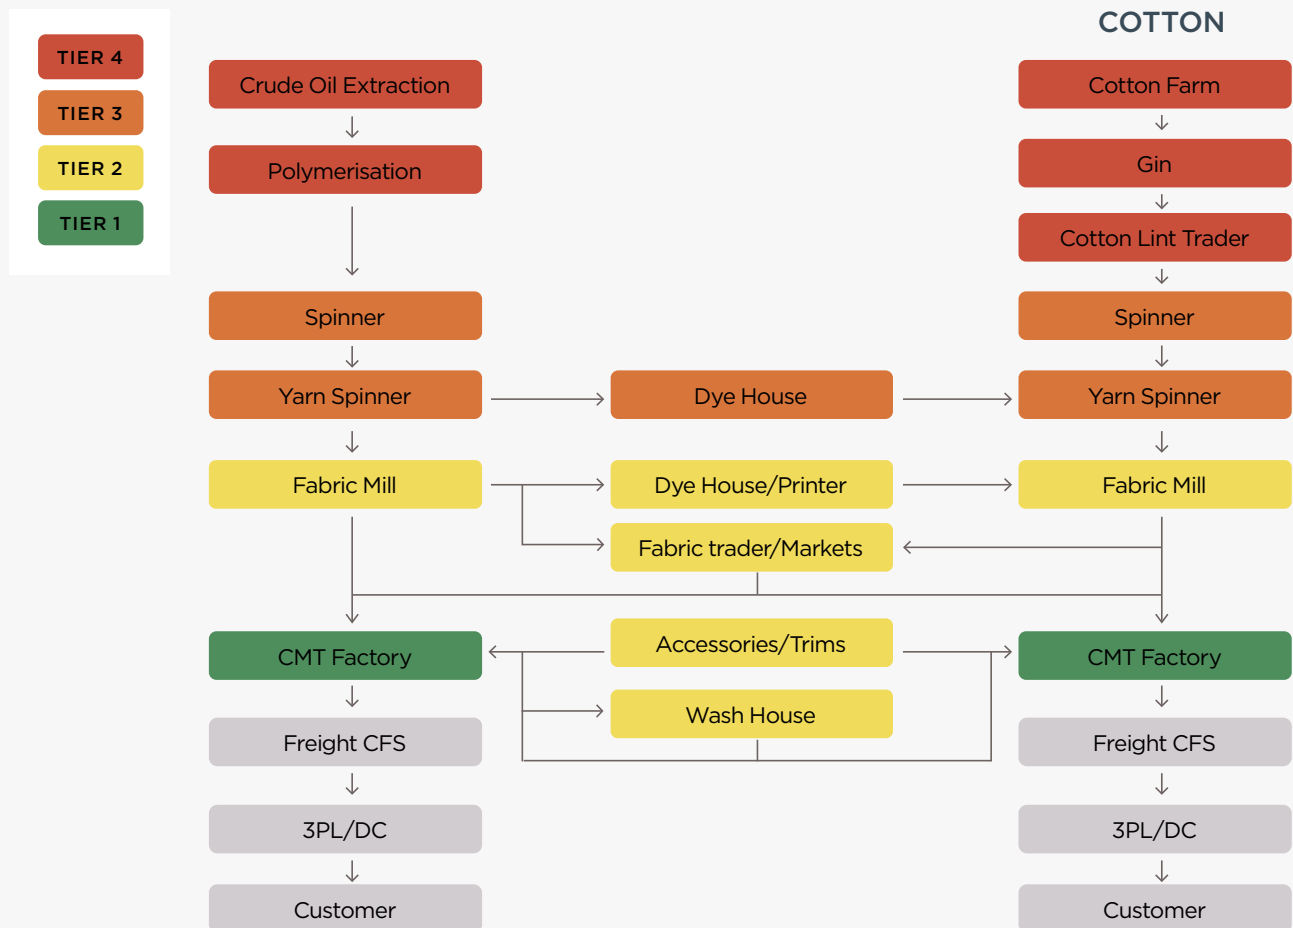 COTTON
TIER 4
TIER 3
TIER 2
TIER 1
Crude Oil Extraction
Cotton Farm
Polymerisation
Gin
Cotton Lint Trader
Spinner
Spinner
Yarn Spinner
Dye House
Yarn Spinner
Fabric Mill
Dye House/Printer
Fabric Mill
Fabric trader/Markets
CMT Factory
Accessories/Trims
CMT Factory
Wash House
Freight CFS
Freight CFS
3PL/DC
3PL/DC
Customer
Customer